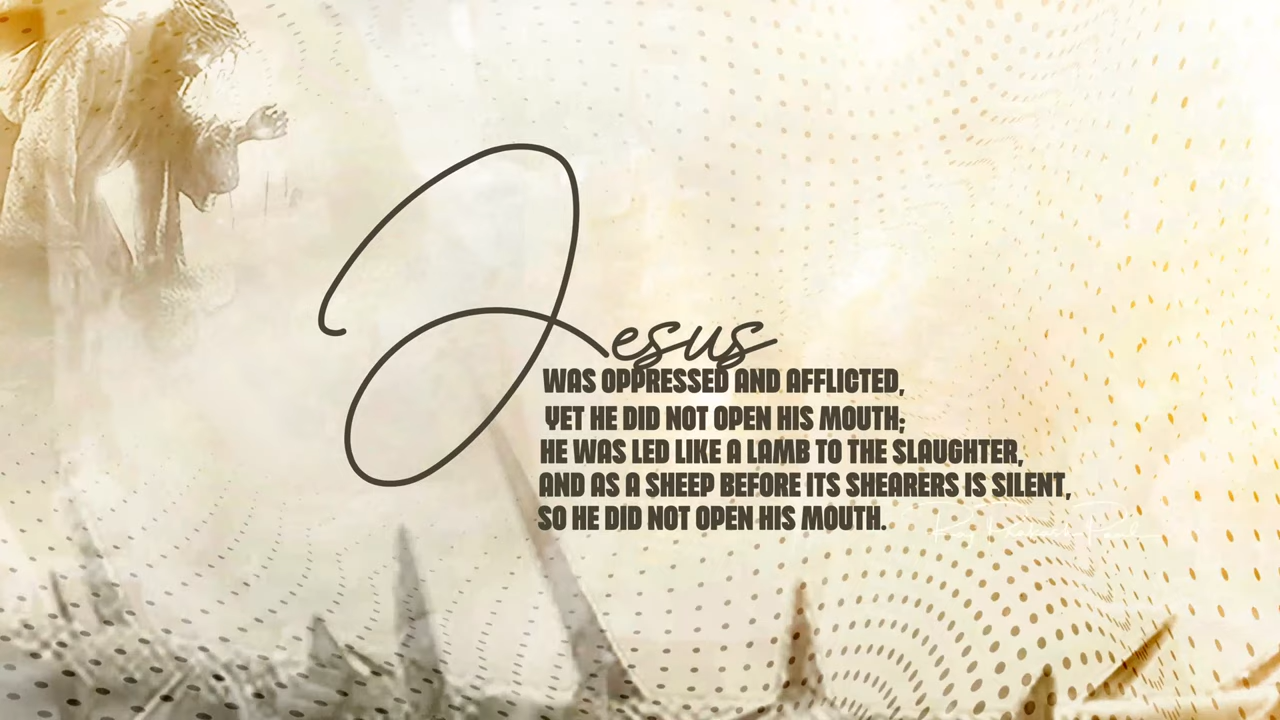 Jesus
WAS OPPRESSED AND AFFLICTED,
YET HE DID NOT OPEN HIS MOUTH;
HE WAS LED LIKE A LAMB TO THE SLAUGHTER,
AND AS A SHEEP BEFORE ITS SHEARERS IS SILENT,
SO HE DID NOT OPEN HIS MOUTH.